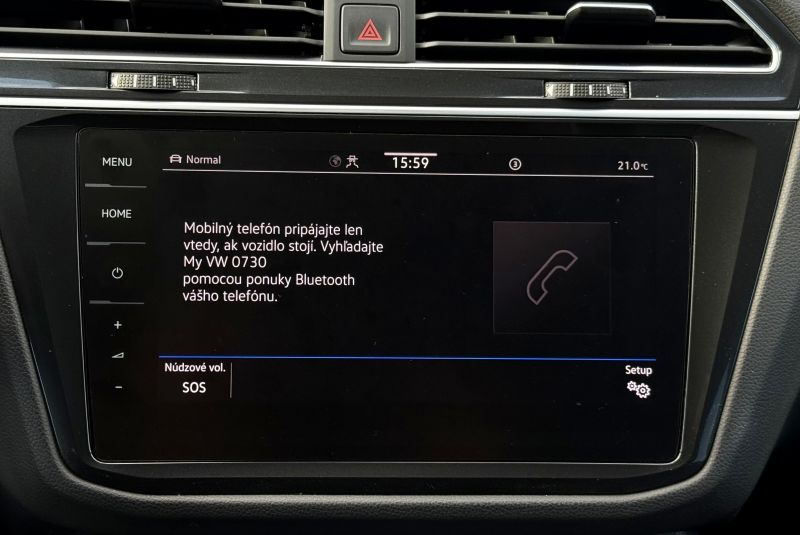 MENU
Normal
15:59
3
21.0°C
HOME
Mobilný telefón pripájajte len
vtedy, ak vozidlo stojí. Vyhľadajte
My VW 0730
pomocou ponuky Bluetooth
vášho telefónu.
+
−
Núdzové vol.
SOS
Setup